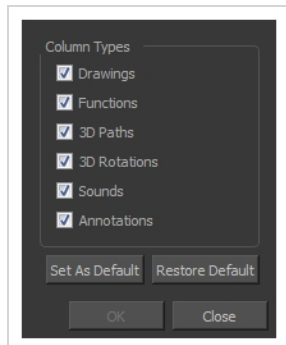 Column Types
Drawings
Functions
3D Paths
3D Rotations
Sounds
Annotations
Set As Default Restore Default
OK Close